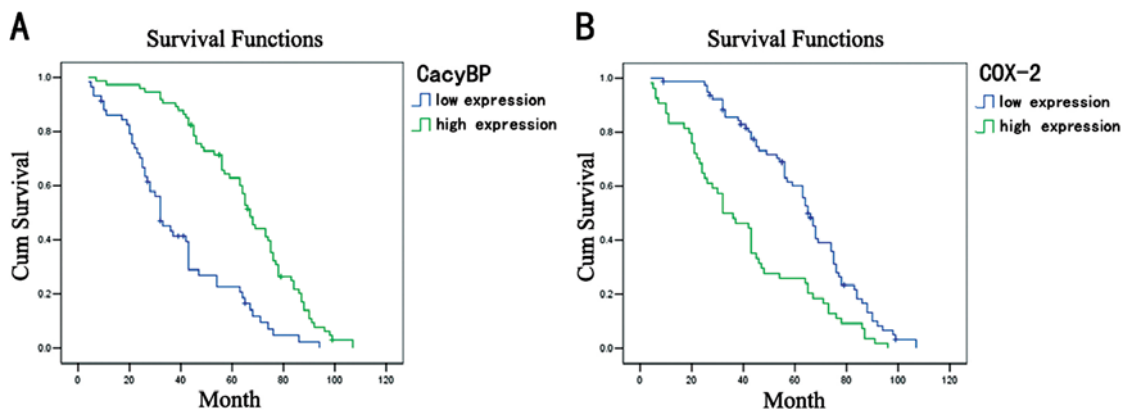 A
Survival Functions
CacyBP
low expression
high expression
Cum Survival
1.0
0.8
0.6
0.4
0.2
0.0
0 20 40 60 80 100 120
Month
B
Survival Functions
COX-2
low expression
high expression
Cum Survival
1.0
0.8
0.6
0.4
0.2
0.0
0 20 40 60 80 100 120
Month